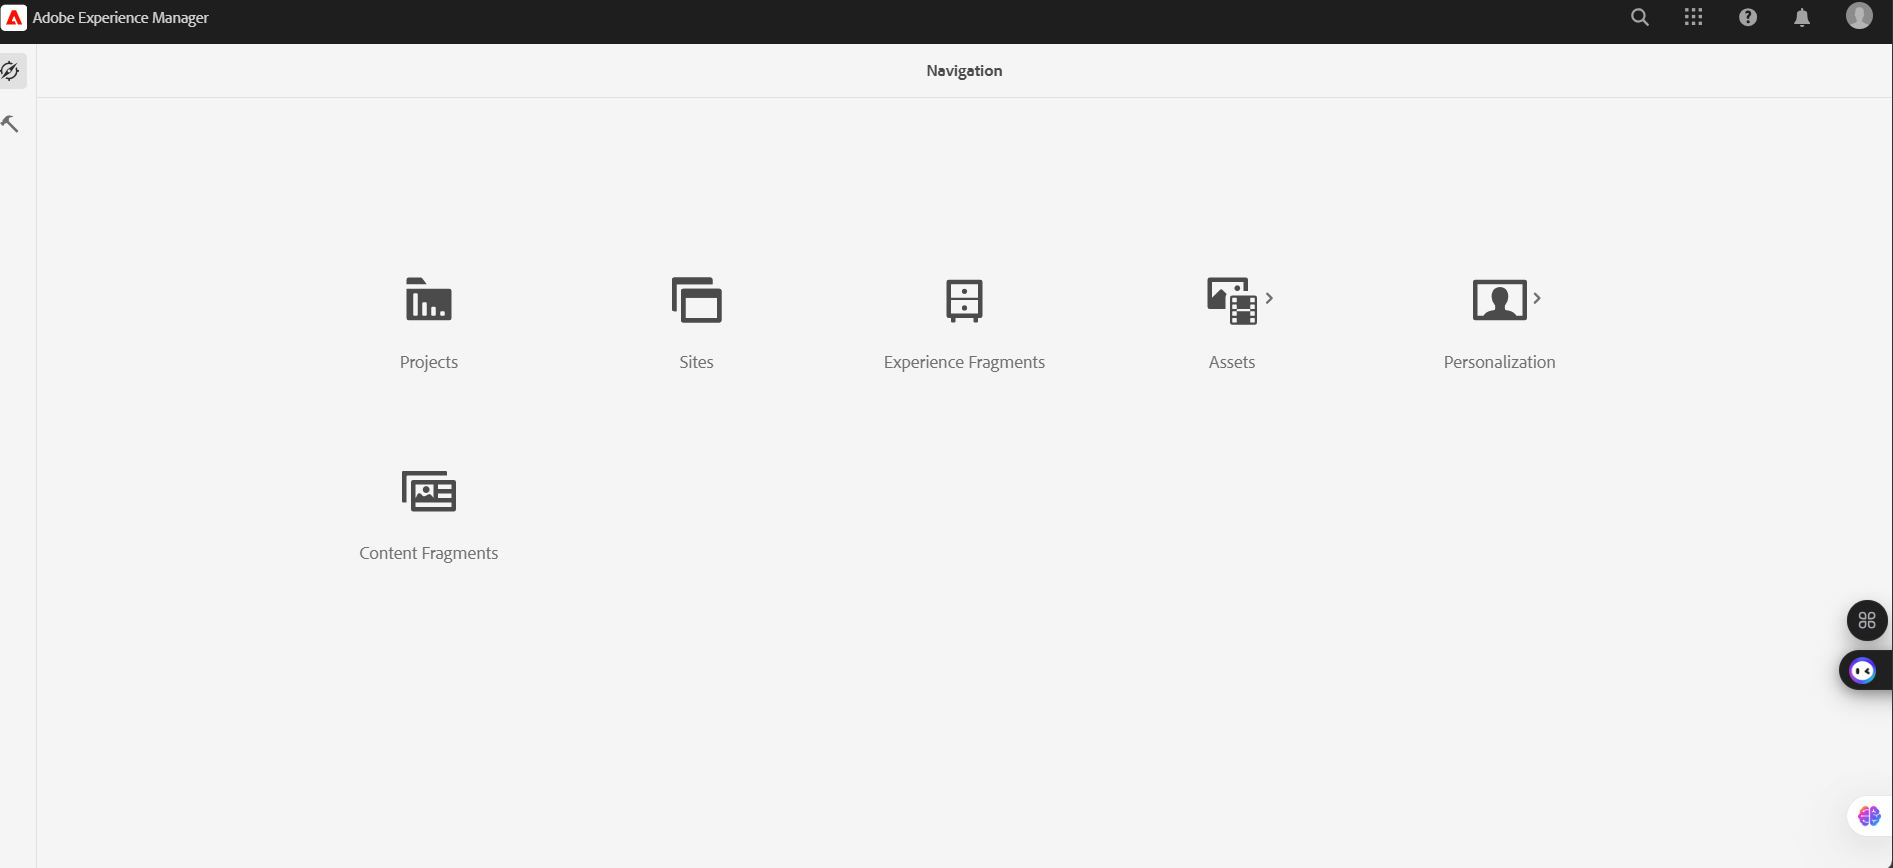 Adobe Experience Manager
Navigation
Projects
Sites
Experience Fragments
Assets
Personalization
Content Fragments